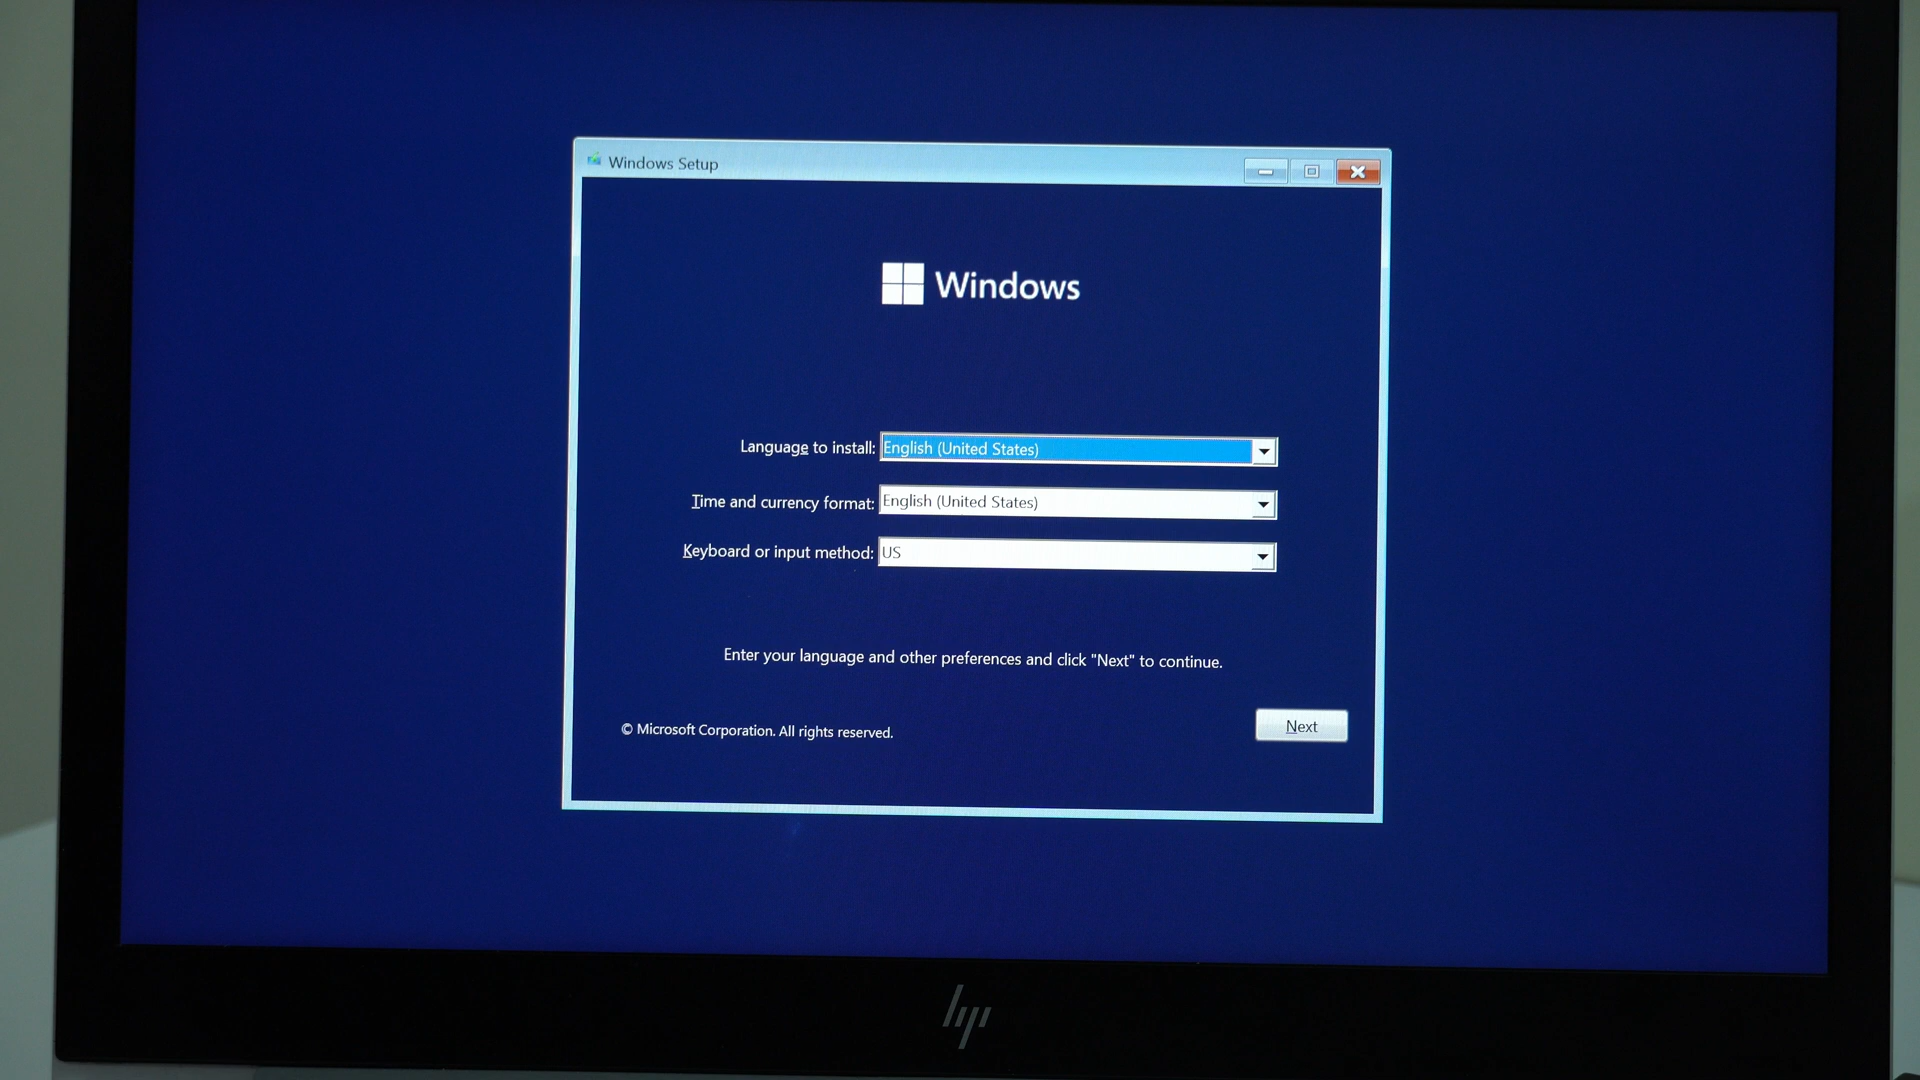 Windows Setup
Windows
Language to install: English (United States)
Time and currency format: English (United States)
Keyboard or input method: US
Enter your language and other preferences and click "Next" to continue.
© Microsoft Corporation. All rights reserved.
Next
hp